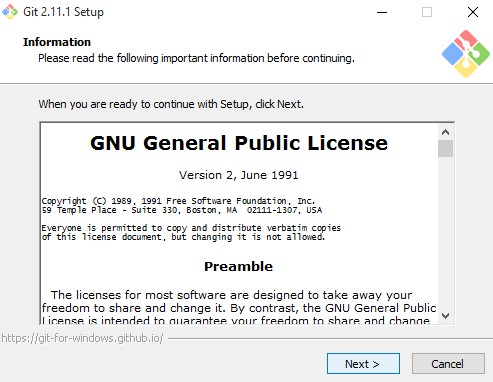 Git 2.11.1 Setup
Information
Please read the following important information before continuing.
When you are ready to continue with Setup, click Next.
GNU General Public License
Version 2, June 1991
Copyright (C) 1989, 1991 Free Software Foundation, Inc.
59 Temple Place - Suite 330, Boston, MA  02111-1307, USA
Everyone is permitted to copy and distribute verbatim copies
of this license document, but changing it is not allowed.
Preamble
The licenses for most software are designed to take away your
freedom to share and change it. By contrast, the GNU General Public
License is intended to guarantee your freedom to share and change
https://git-for-windows.github.io/
Next >
Cancel